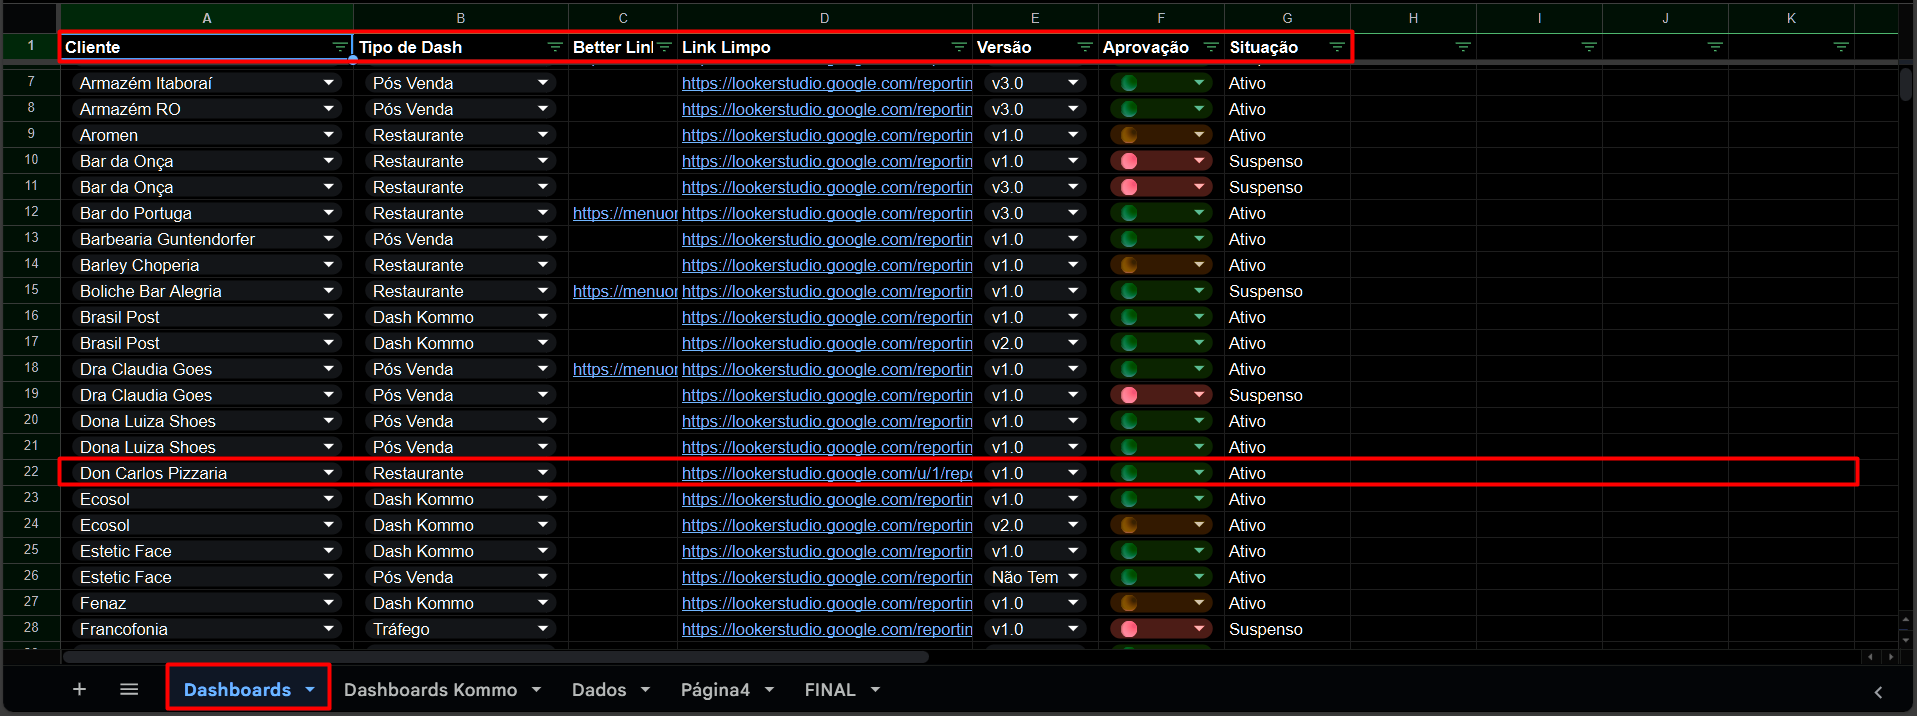 A B C D E F G H I J K
1 Cliente Tipo de Dash Better Lin Link Limpo Versão Aprovação Situação
7 Armazém Itaboraí Pós Venda https://lookerstudio.google.com/reportin v3.0 Ativo
8 Armazém RO Pós Venda https://lookerstudio.google.com/reportin v3.0 Ativo
9 Aromen Restaurante https://lookerstudio.google.com/reportin v1.0 Ativo
10 Bar da Onça Restaurante https://lookerstudio.google.com/reportin v1.0 Suspenso
11 Bar da Onça Restaurante https://lookerstudio.google.com/reportin v3.0 Suspenso
12 Bar do Portuga Restaurante https://menuor https://lookerstudio.google.com/reportin v3.0 Ativo
13 Barbearia Guntendorfer Pós Venda https://lookerstudio.google.com/reportin v1.0 Ativo
14 Barley Choperia Restaurante https://lookerstudio.google.com/reportin v1.0 Ativo
15 Boliche Bar Alegria Restaurante https://menuor https://lookerstudio.google.com/reportin v1.0 Suspenso
16 Brasil Post Dash Kommo https://lookerstudio.google.com/reportin v1.0 Ativo
17 Brasil Post Dash Kommo https://lookerstudio.google.com/reportin v2.0 Ativo
18 Dra Claudia Goes Pós Venda https://menuor https://lookerstudio.google.com/reportin v1.0 Ativo
19 Dra Claudia Goes Pós Venda https://lookerstudio.google.com/reportin v1.0 Suspenso
20 Dona Luiza Shoes Pós Venda https://lookerstudio.google.com/reportin v1.0 Ativo
21 Dona Luiza Shoes Pós Venda https://lookerstudio.google.com/reportin v1.0 Ativo
22 Don Carlos Pizzaria Restaurante https://lookerstudio.google.com/u/1/repo v1.0 Ativo
23 Ecosol Dash Kommo https://lookerstudio.google.com/reportin v1.0 Ativo
24 Ecosol Dash Kommo https://lookerstudio.google.com/reportin v2.0 Ativo
25 Estetic Face Dash Kommo https://lookerstudio.google.com/reportin v1.0 Ativo
26 Estetic Face Pós Venda https://lookerstudio.google.com/reportin Não Tem Ativo
27 Fenaz Dash Kommo https://lookerstudio.google.com/reportin v1.0 Ativo
28 Francofonia Tráfego https://lookerstudio.google.com/reportin v1.0 Suspenso
Dashboards Dashboards Kommo Dados Página4 FINAL